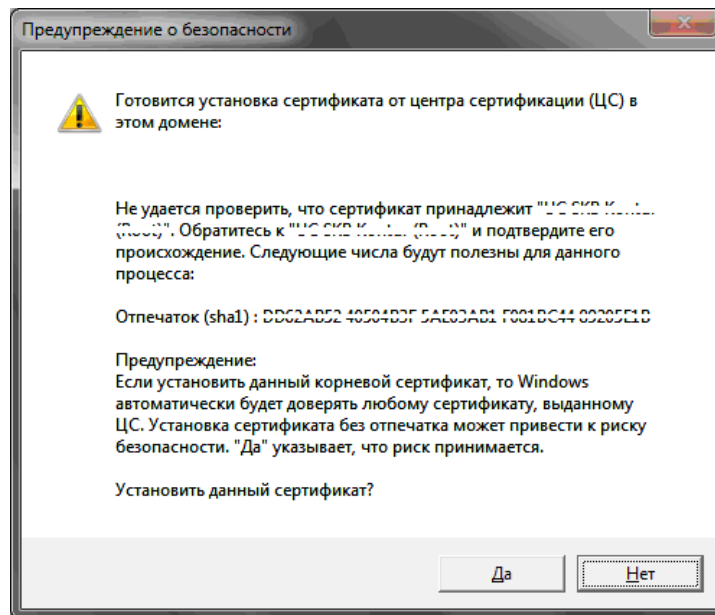 Предупреждение о безопасности
Готовится установка сертификата от центра сертификации (ЦС) в
этом домене:
Не удается проверить, что сертификат принадлежит
Обратитесь к и подтвердите его
происхождение. Следующие числа будут полезны для данного
процесса:
Отпечаток (sha1) :
Предупреждение:
Если установить данный корневой сертификат, то Windows
автоматически будет доверять любому сертификату, выданному
ЦС. Установка сертификата без отпечатка может привести к риску
безопасности. "Да" указывает, что риск принимается.
Установить данный сертификат?
Да
Нет